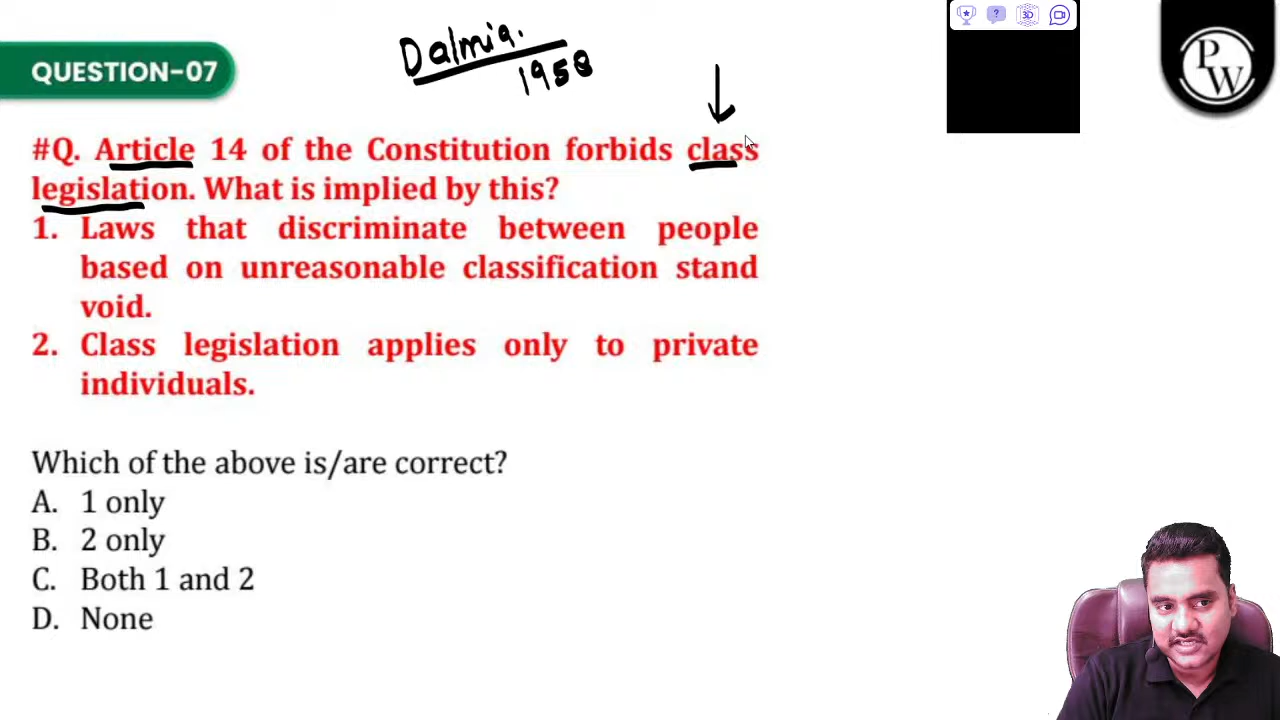 Dalmia.
1958
QUESTION-07
PW
#Q. Article 14 of the Constitution forbids class
legislation. What is implied by this?
1. Laws that discriminate between people
based on unreasonable classification stand
void.
2. Class legislation applies only to private
individuals.
Which of the above is/are correct?
A. 1 only
B. 2 only
C. Both 1 and 2
D. None